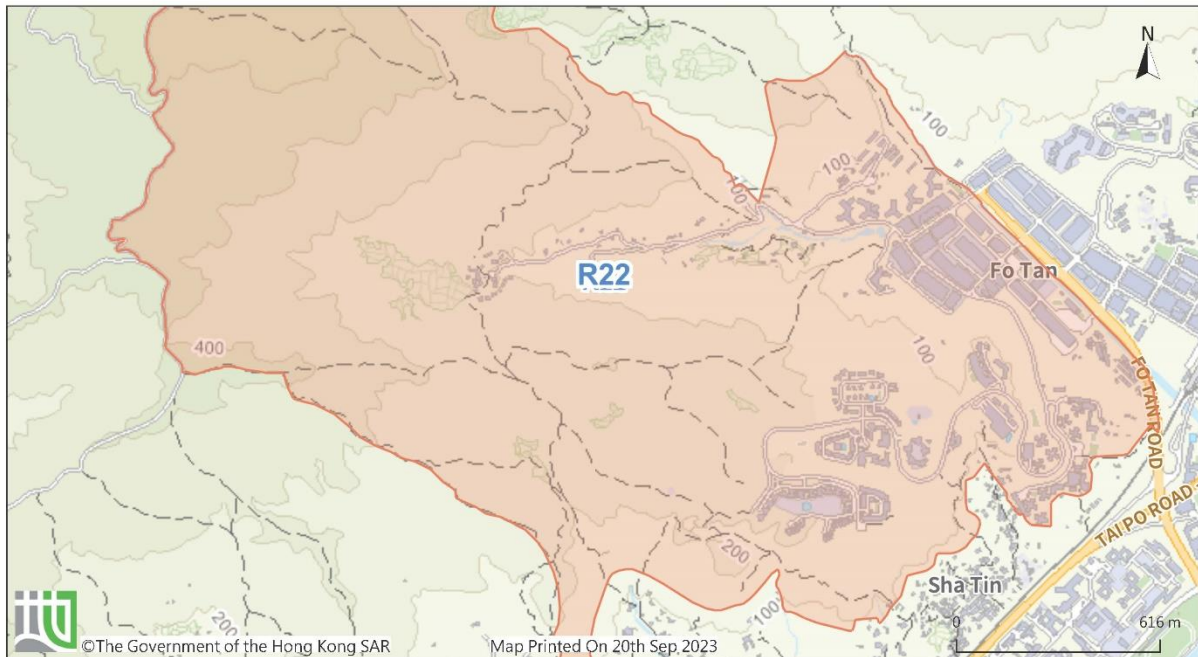 N
100
100
100
R22
Fo Tan
400
100
FO TAN ROAD
200
TAI PO ROAD
Sha Tin
200
100
0
616 m
©The Government of the Hong Kong SAR
Map Printed On 20th Sep, 2023